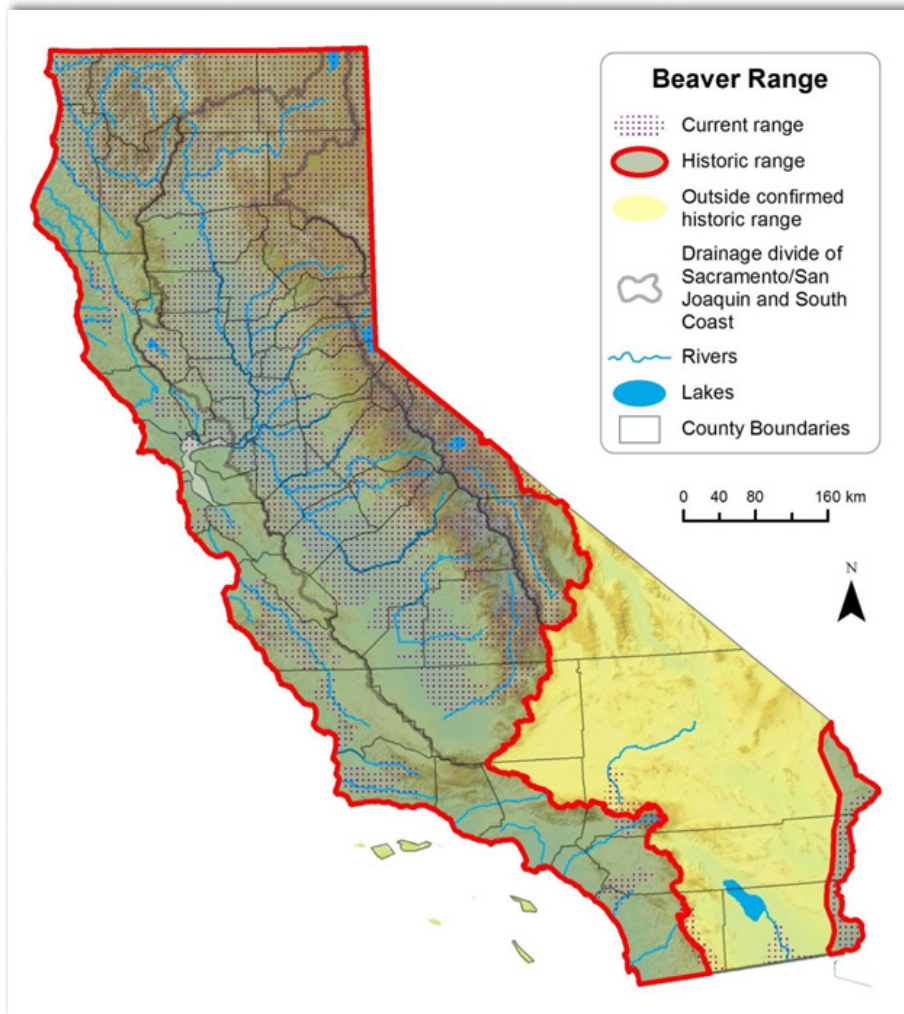 Beaver Range
Current range
Historic range
Outside confirmed
historic range
Drainage divide of
Sacramento/San
Joaquin and South
Coast
Rivers
Lakes
County Boundaries
0 40 80 160 km
N